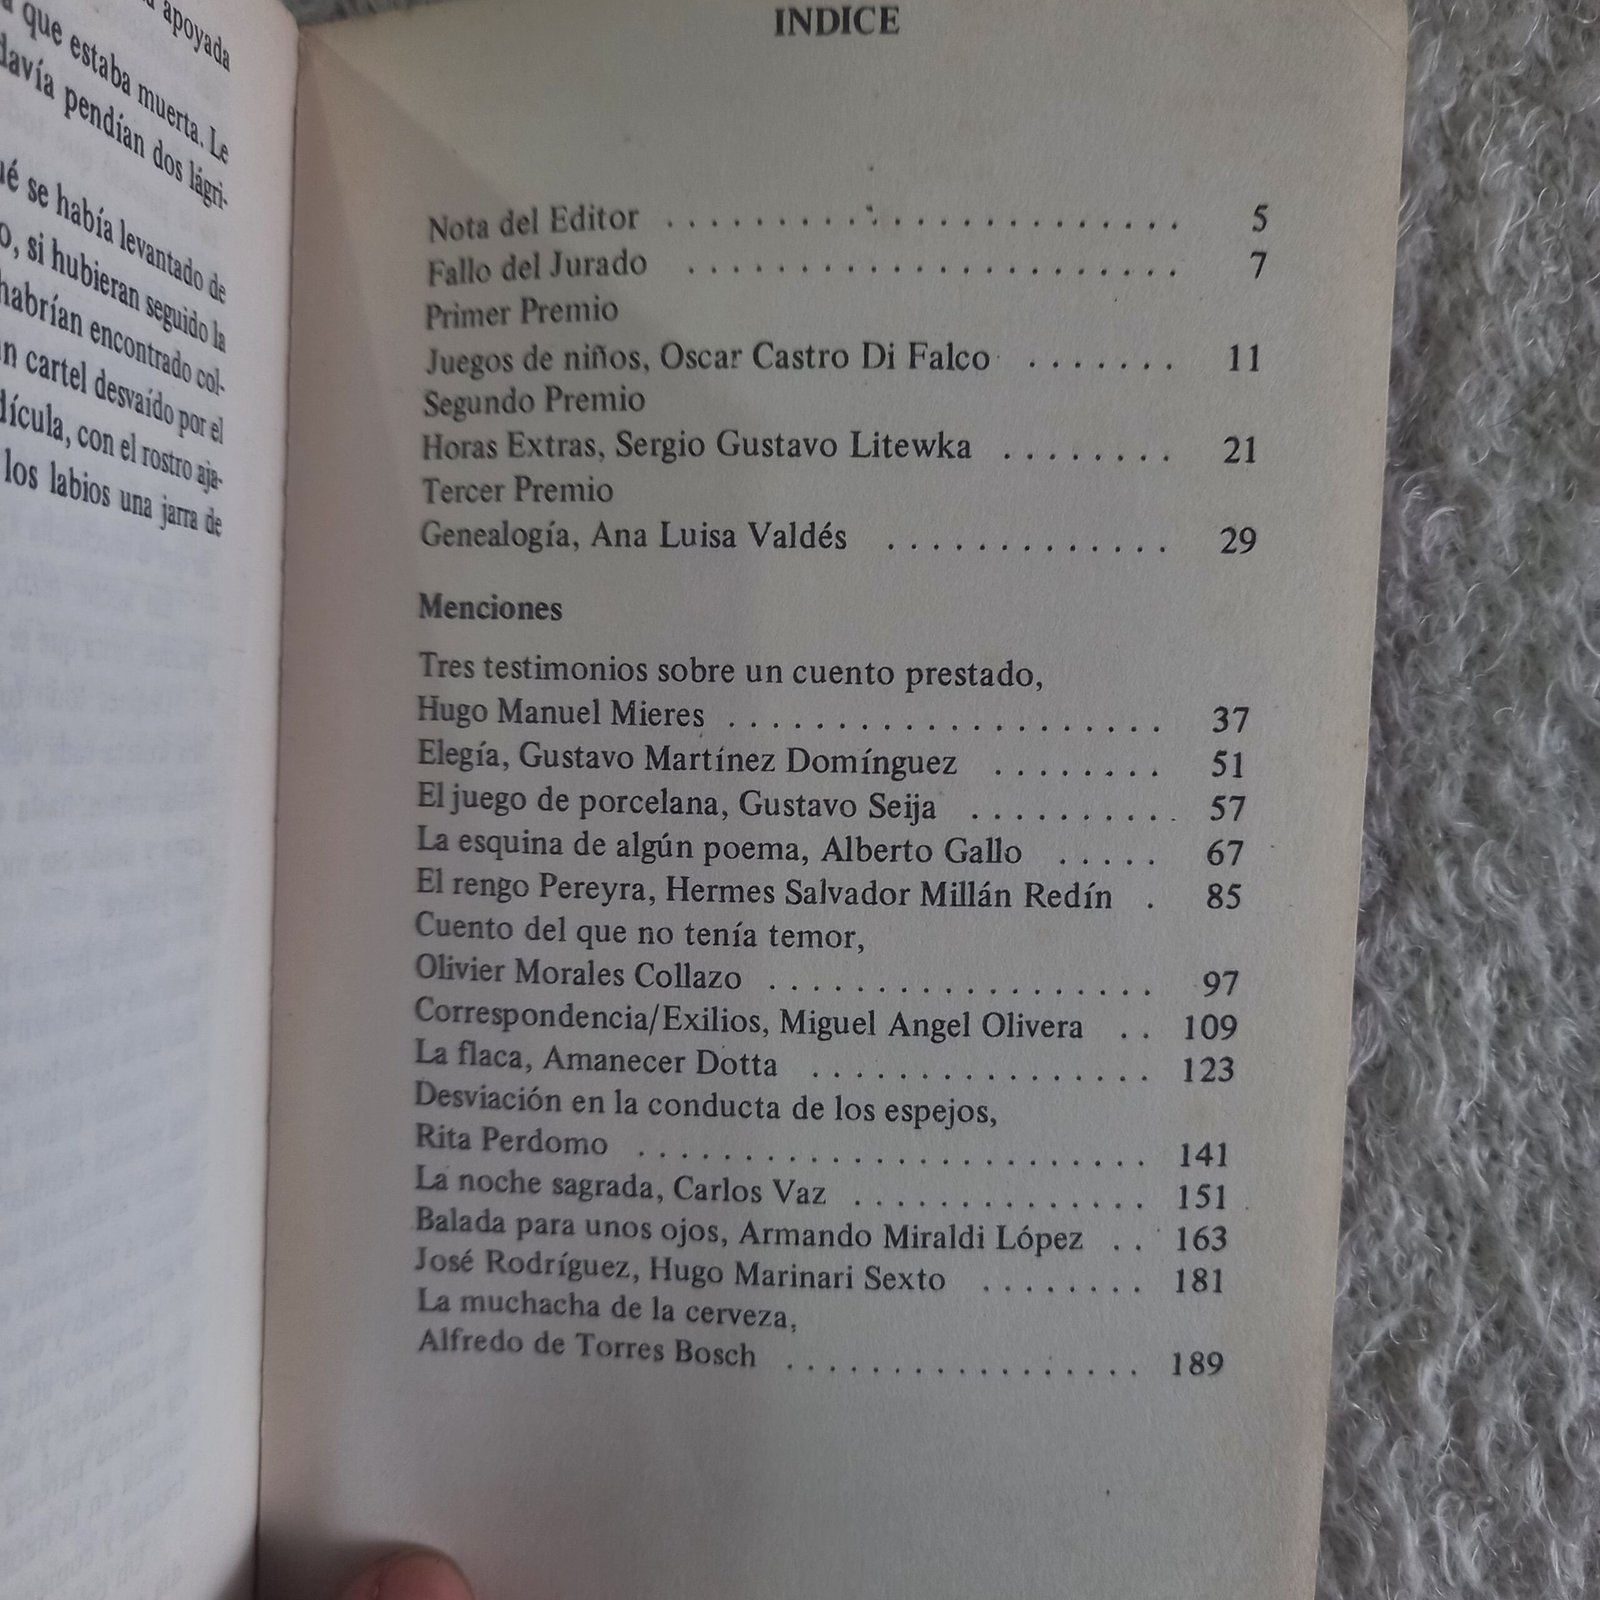 apoyada
que estaba muerta. Le
pendían dos lágri-
se había levantado de
si hubieran seguido la
habrían encontrado col-
cartel desvaído por el
con el rostro aja-
los labios una jarra de
INDICE
Nota del Editor . . . . . . . . . . . . . . . . . . . . . . . . 5
Fallo del Jurado . . . . . . . . . . . . . . . . . . . . . . 7
Primer Premio
Juegos de niños, Oscar Castro Di Falco . . . . . . . 11
Segundo Premio
Horas Extras, Sergio Gustavo Litewka . . . . . . . . 21
Tercer Premio
Genealogía, Ana Luisa Valdés . . . . . . . . . . . . . 29
Menciones
Tres testimonios sobre un cuento prestado,
Hugo Manuel Mieres . . . . . . . . . . . . . . . . . . . . 37
Elegía, Gustavo Martínez Domínguez . . . . . . . . 51
El juego de porcelana, Gustavo Seija . . . . . . . . . . 57
La esquina de algún poema, Alberto Gallo . . . . . 67
El rengo Pereyra, Hermes Salvador Millán Redín . 85
Cuento del que no tenía temor,
Olivier Morales Collazo . . . . . . . . . . . . . . . . . . 97
Correspondencia/Exilios, Miguel Angel Olivera . . 109
La flaca, Amanecer Dotta . . . . . . . . . . . . . . . . 123
Desviación en la conducta de los espejos,
Rita Perdomo . . . . . . . . . . . . . . . . . . . . . . . . 141
La noche sagrada, Carlos Vaz . . . . . . . . . . . . . . 151
Balada para unos ojos, Armando Miraldi López . . 163
José Rodríguez, Hugo Marinari Sexto . . . . . . . . 181
La muchacha de la cerveza,
Alfredo de Torres Bosch . . . . . . . . . . . . . . . . . 189